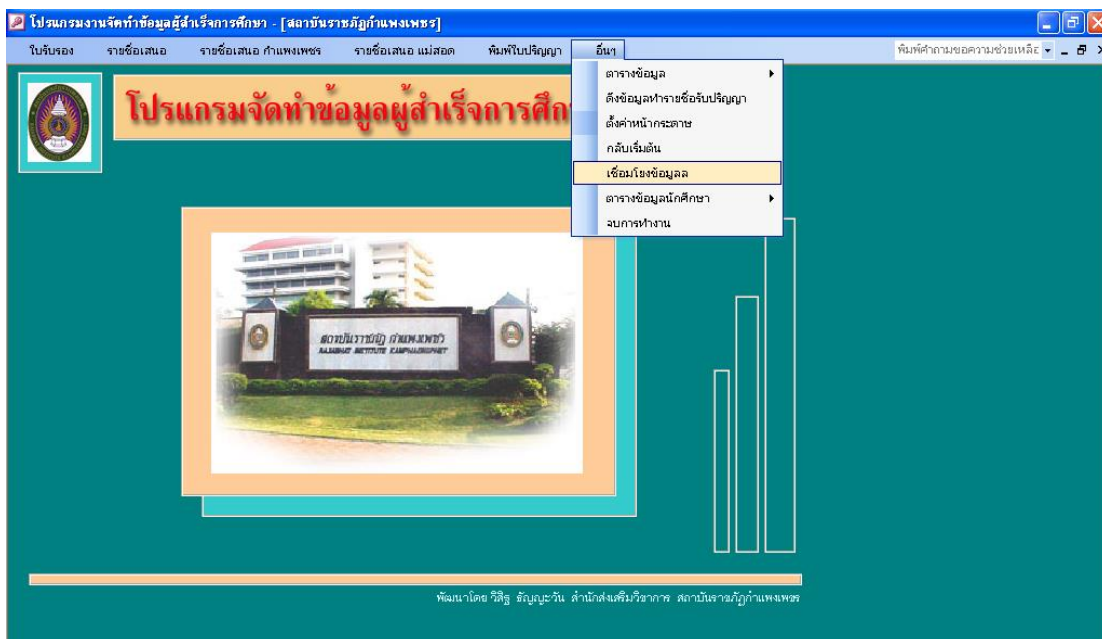 โปรแกรมงานจัดทำข้อมูลผู้สำเร็จการศึกษา - [สถาบันราชภัฏกำแพงเพชร]
ใบรับรอง รายชื่อเสนอ รายชื่อเสนอ กำแพงเพชร รายชื่อเสนอ แม่สอด พิมพ์ใบปริญญา อื่นๆ พิมพ์คำถามขอความช่วยเหลือ
โปรแกรมจัดทำข้อมูลผู้สำเร็จการศึก
ตารางข้อมูล
ดึงข้อมูลทำรายชื่อรับปริญญา
ตั้งค่าหน้ากระดาษ
กลับเริ่มต้น
เชื่อมโยงข้อมูลล
ตารางข้อมูลนักศึกษา
จบการทำงาน
สถาบันราชภัฏ กำแพงเพชร
RAJABHAT INSTITUTE KAMPHAENGPHET
พัฒนาโดย วิสิฐ ธัญญะวัน สำนักส่งเสริมวิชาการ สถาบันราชภัฏกำแพงเพชร